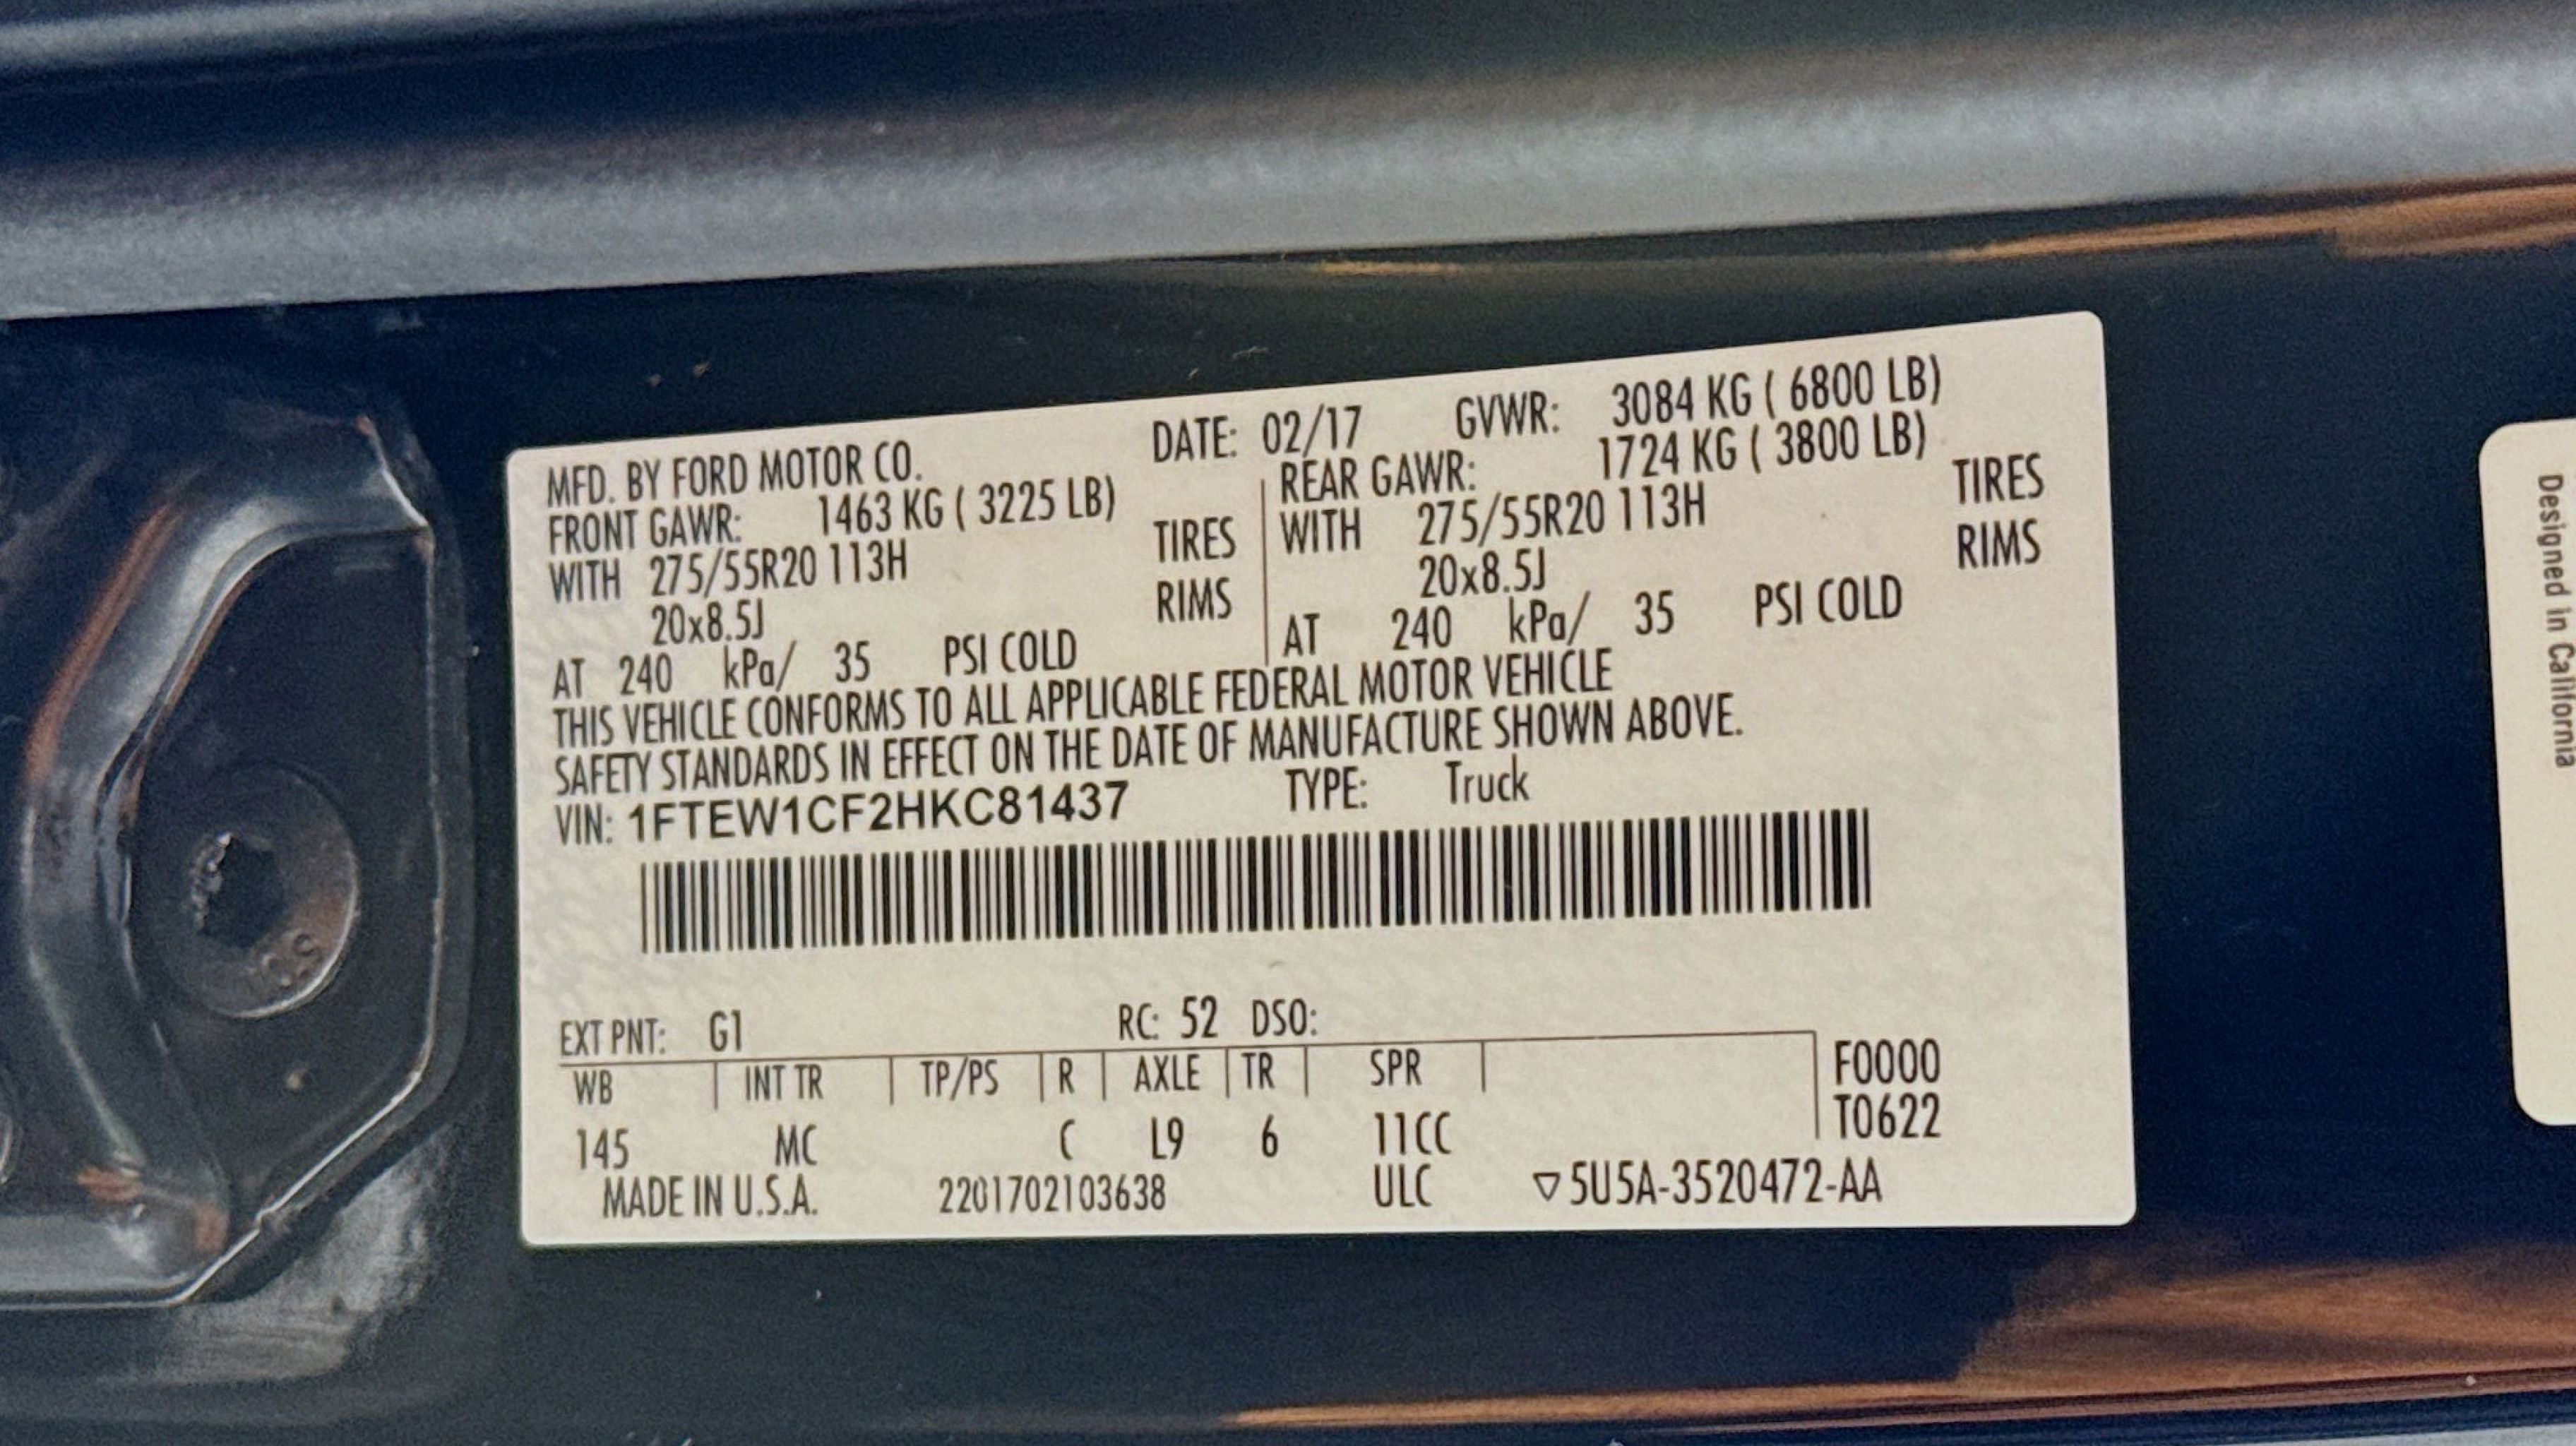 MFD. BY FORD MOTOR CO. DATE: 02/17 GVWR: 3084 KG ( 6800 LB)
FRONT GAWR: 1463 KG ( 3225 LB) REAR GAWR: 1724 KG ( 3800 LB)
WITH 275/55R20 113H TIRES WITH 275/55R20 113H TIRES
20x8.5J RIMS 20x8.5J RIMS
AT 240 kPa/ 35 PSI COLD AT 240 kPa/ 35 PSI COLD
THIS VEHICLE CONFORMS TO ALL APPLICABLE FEDERAL MOTOR VEHICLE
SAFETY STANDARDS IN EFFECT ON THE DATE OF MANUFACTURE SHOWN ABOVE.
VIN: 1FTEW1CF2HKC81437 TYPE: Truck
EXT PNT: G1 RC: 52 DSO:
WB INT TR TP/PS R AXLE TR SPR F0000
T0622
145 MC C L9 6 11CC
MADE IN U.S.A. 2201702103638 ULC ▽5U5A-3520472-AA
Designed in California